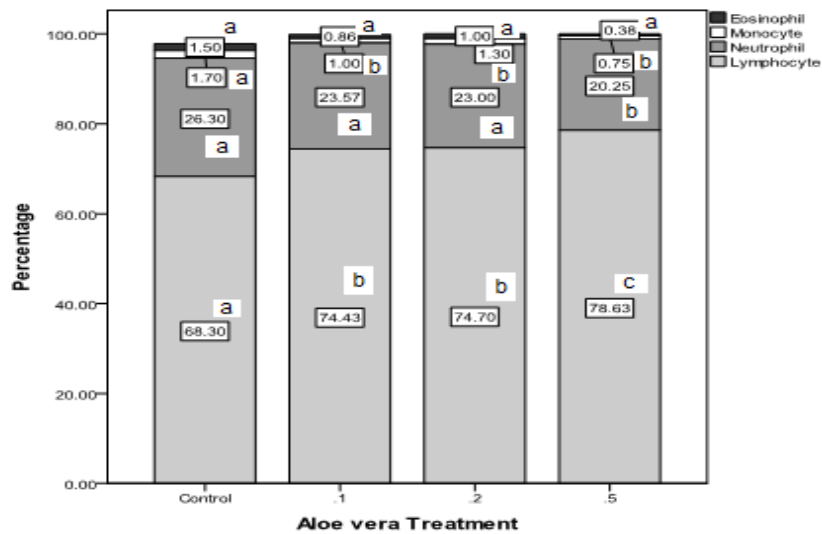 Eosinophil
Monocyte
Neutrophil
Lymphocyte
Percentage
100.00
80.00
60.00
40.00
20.00
0.00
a
1.50
1.70
a
26.30
a
a
68.30
a
0.86
1.00
b
23.57
a
b
74.43
a
1.00
1.30
b
23.00
a
b
74.70
a
0.38
0.75
b
20.25
b
c
78.63
Control
.1
.2
.5
Aloe vera Treatment